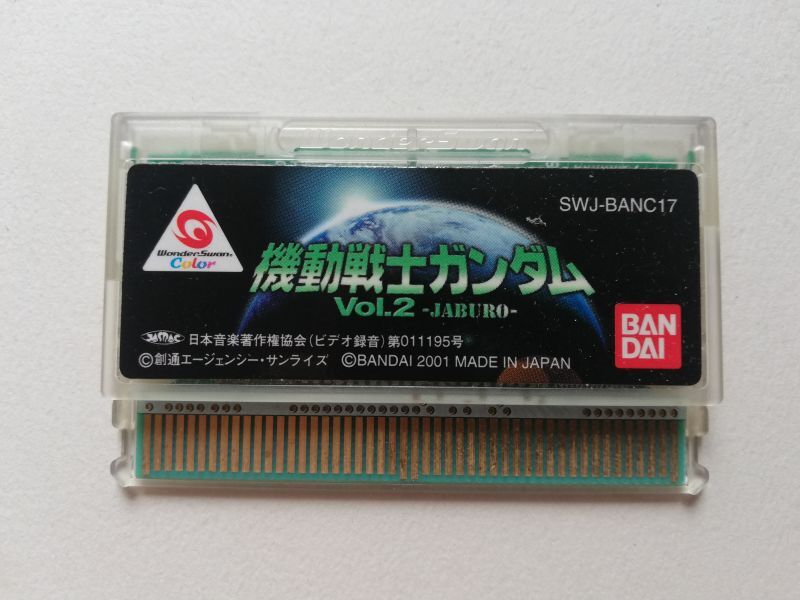 WonderSwan
SWJ-BANC17
WonderSwan
Color
機動戦士ガンダム
Vol.2 -JABURO-
BAN
DAI
JASRAC 日本音楽著作権協会(ビデオ録音)第011195号
©創通エージェンシー・サンライズ ©BANDAI 2001 MADE IN JAPAN